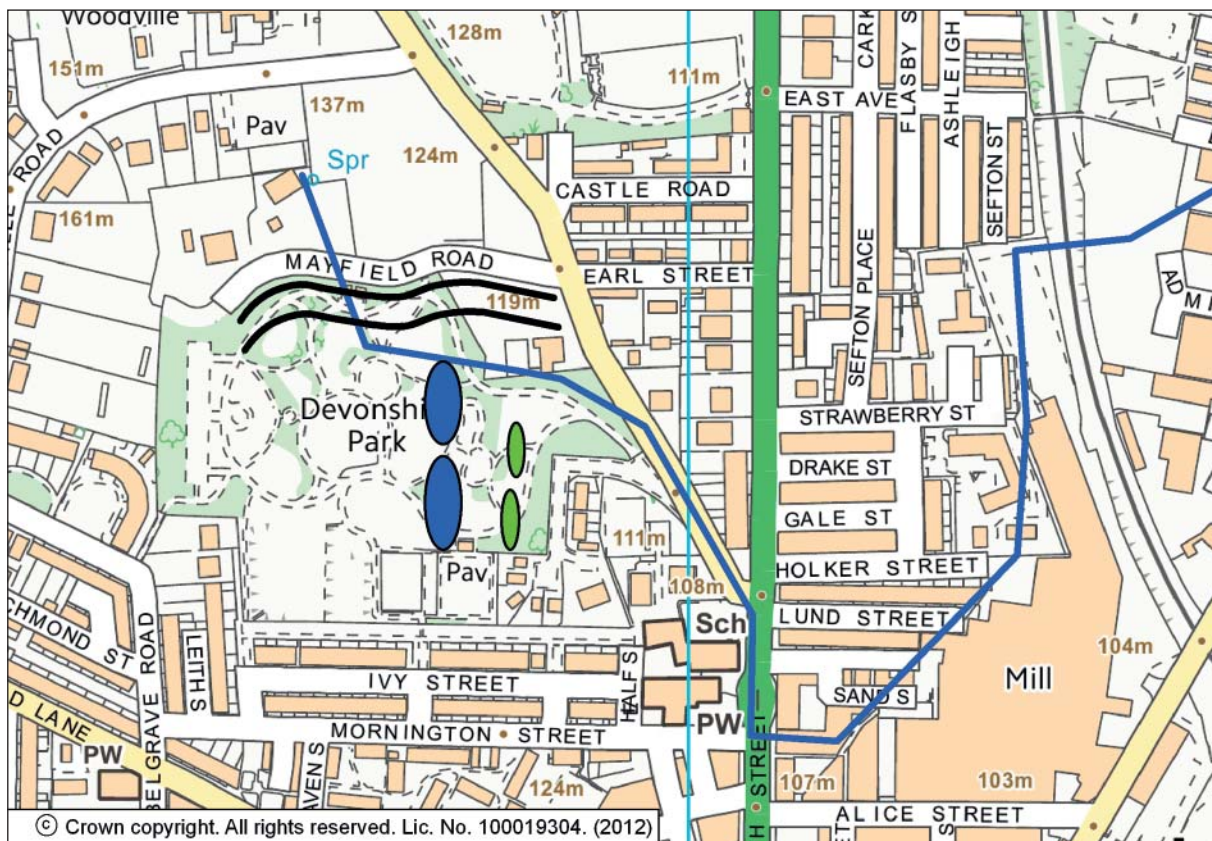 Woodville
128m
151m
111m
CARK
FLASBY S
ASHLEIGH
EAST AVE
137m
Pav
124m
Spr
ROAD
CASTLE ROAD
SEFTON ST
161m
MAYFIELD ROAD
EARL STREET
119m
SEFTON PLACE
Devonshi
Park
STRAWBERRY ST
DRAKE ST
GALE ST
111m
Pav
HOLKER STREET
108m
Sch
LUND STREET
104m
CHMOND ST
BELGRAVE ROAD
LEITH S
IVY STREET
HALF S
SAND S
Mill
PW
D LANE
MORNINGTON STREET
PW
AVENS
124m
H STREET
107m
103m
ALICE STREET
© Crown copyright. All rights reserved. Lic. No. 100019304. (2012)